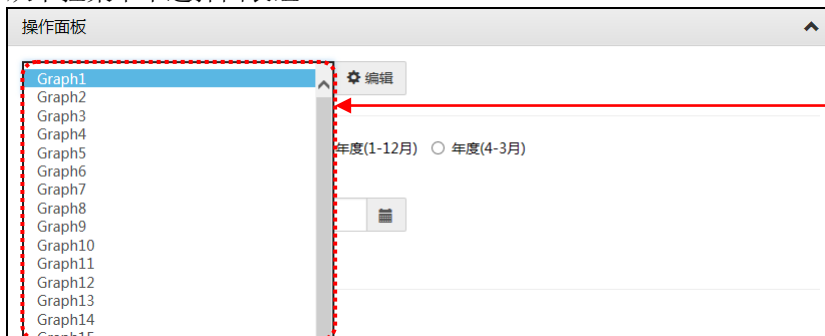 操作面板
Graph1
编辑
Graph2
Graph3
Graph4
Graph5
年度(1-12月) 年度(4-3月)
Graph6
Graph7
Graph8
Graph9
Graph10
Graph11
Graph12
Graph13
Graph14
Graph15